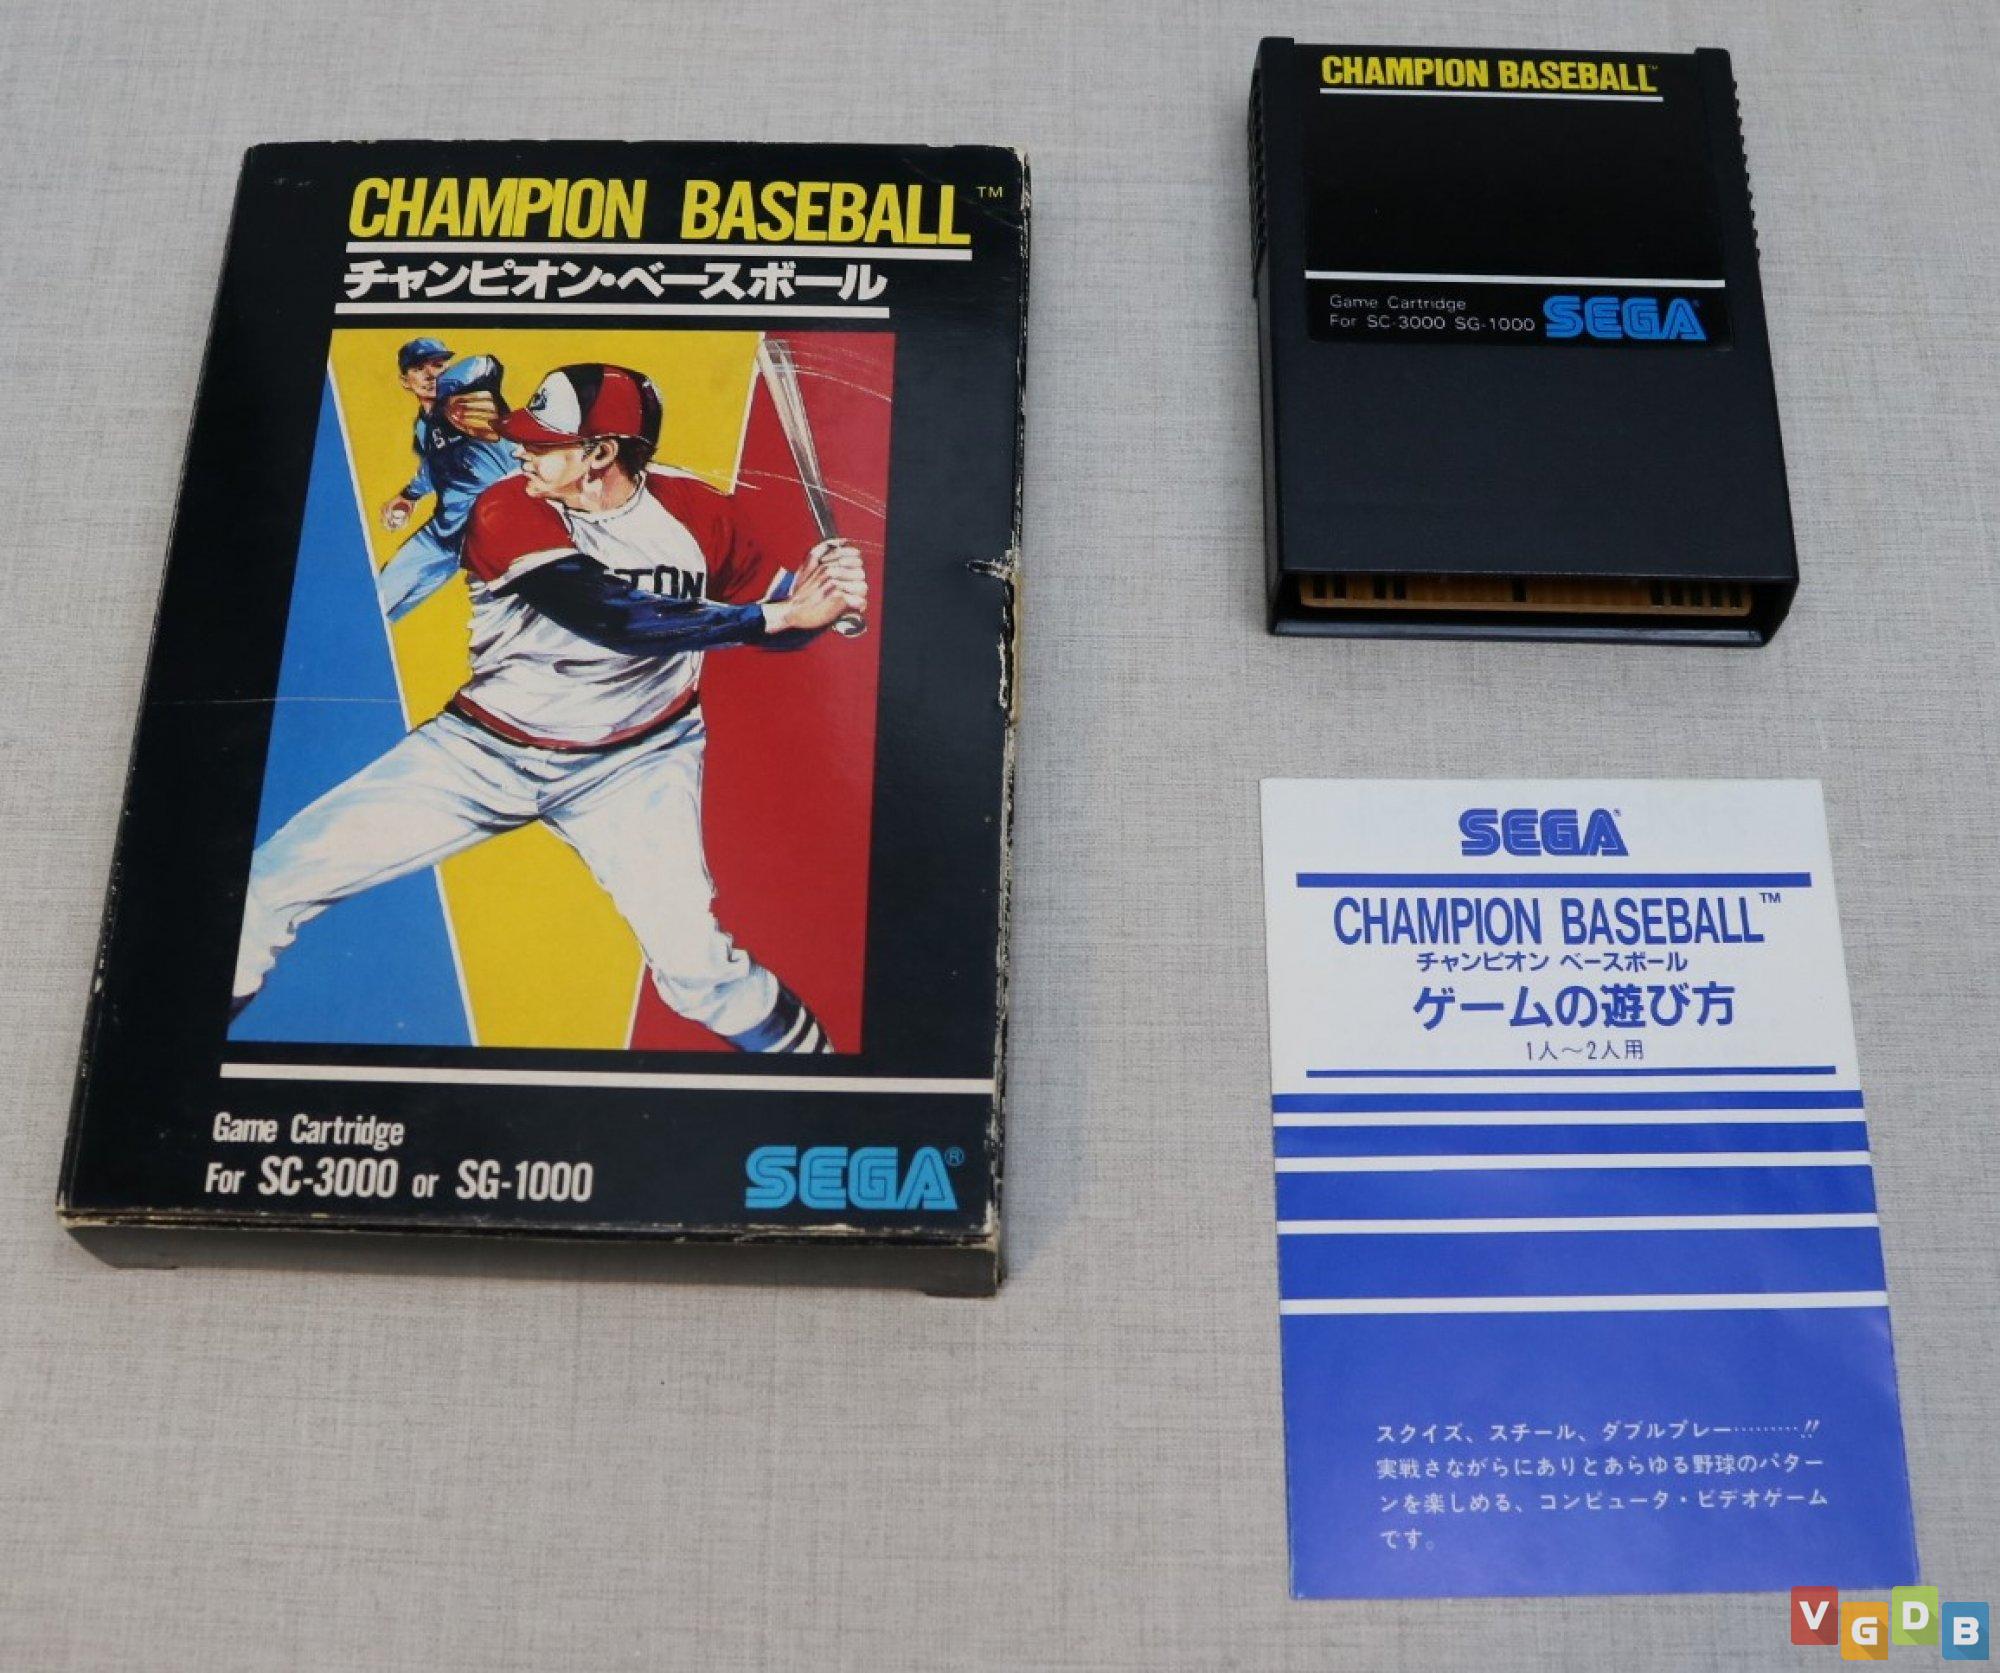 CHAMPION BASEBALL™
チャンピオン・ベースボール
TON
Game Cartridge
For SC-3000 or SG-1000
SEGA®
CHAMPION BASEBALL™
Game Cartridge
For SC-3000 SG-1000
SEGA®
SEGA®
CHAMPION BASEBALL™
チャンピオン ベースボール
ゲームの遊び方
1人〜2人用
スクイズ、スチール、ダブルプレー………!!
実戦さながらにありとあらゆる野球のパター
ンを楽しめる、コンピュータ・ビデオゲーム
です。
VGDB